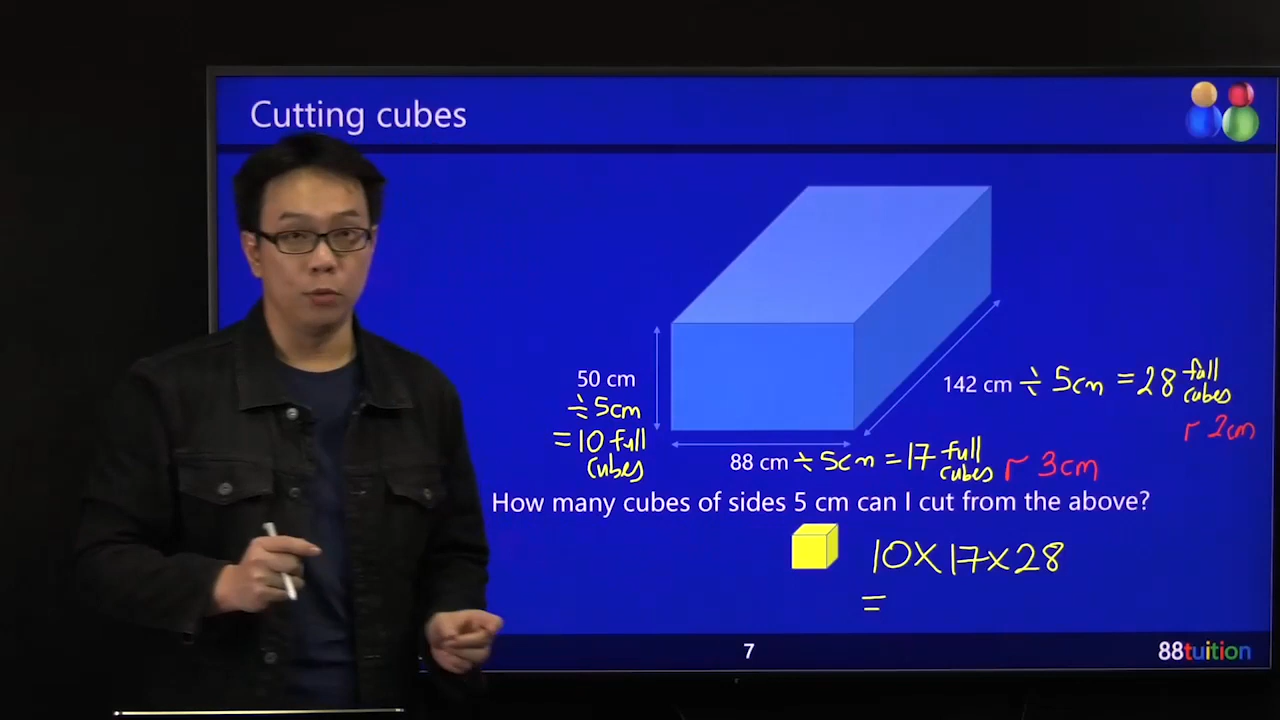 Cutting cubes
50 cm
÷5cm
=10 full
cubes
142 cm ÷ 5cm = 28 full
cubes
r 2cm
88 cm ÷ 5cm = 17 full
cubes r 3cm
How many cubes of sides 5 cm can I cut from the above?
10×17×28
=
7
88tuition